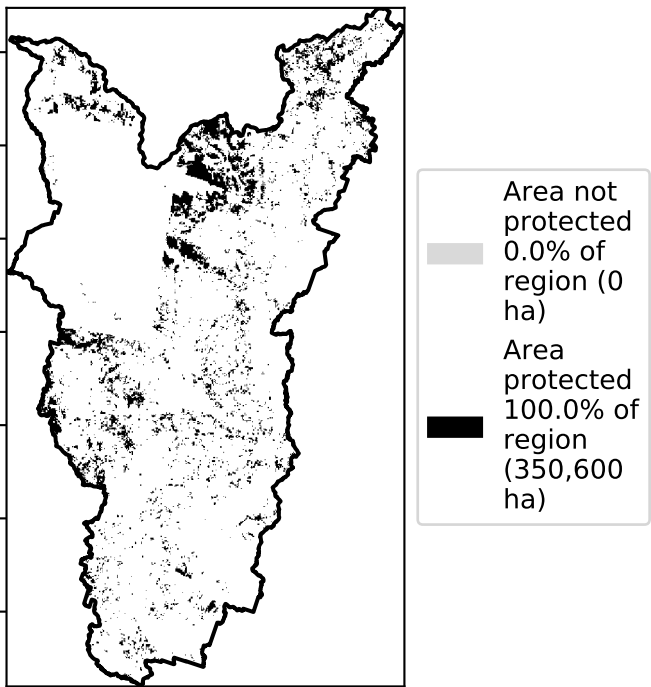 Area not
protected
0.0% of
region (0
ha)
Area
protected
100.0% of
region
(350,600
ha)